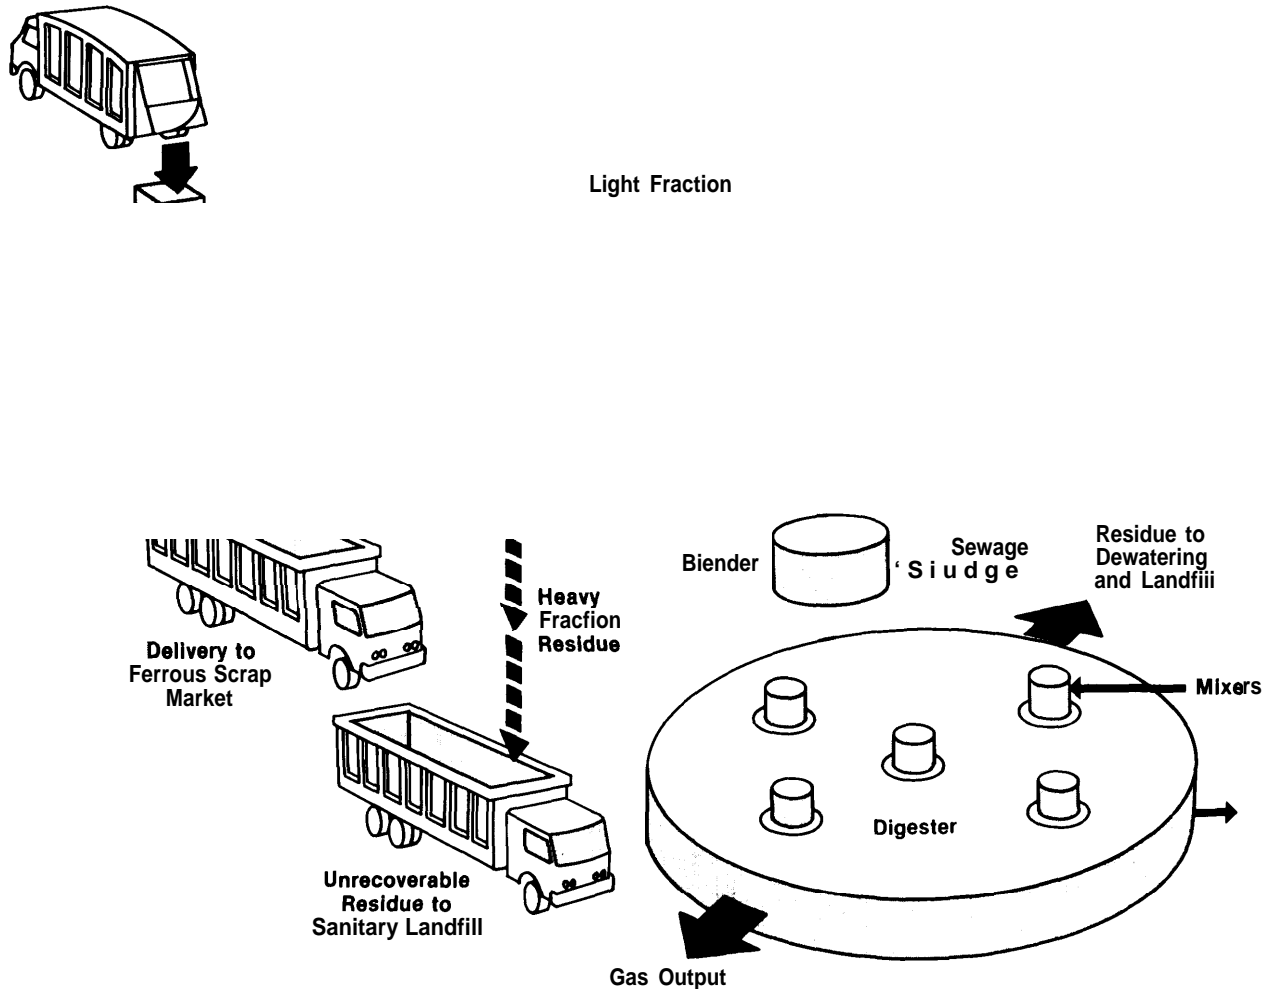 Light Fraction
Biender
Sewage
‘Siudge
Residue to
Dewatering
and Landfiii
Heavy
Fracfion
Residue
Delivery to
Ferrous Scrap
Market
Mixers
Digester
Unrecoverable
Residue to
Sanitary Landfill
Gas Output